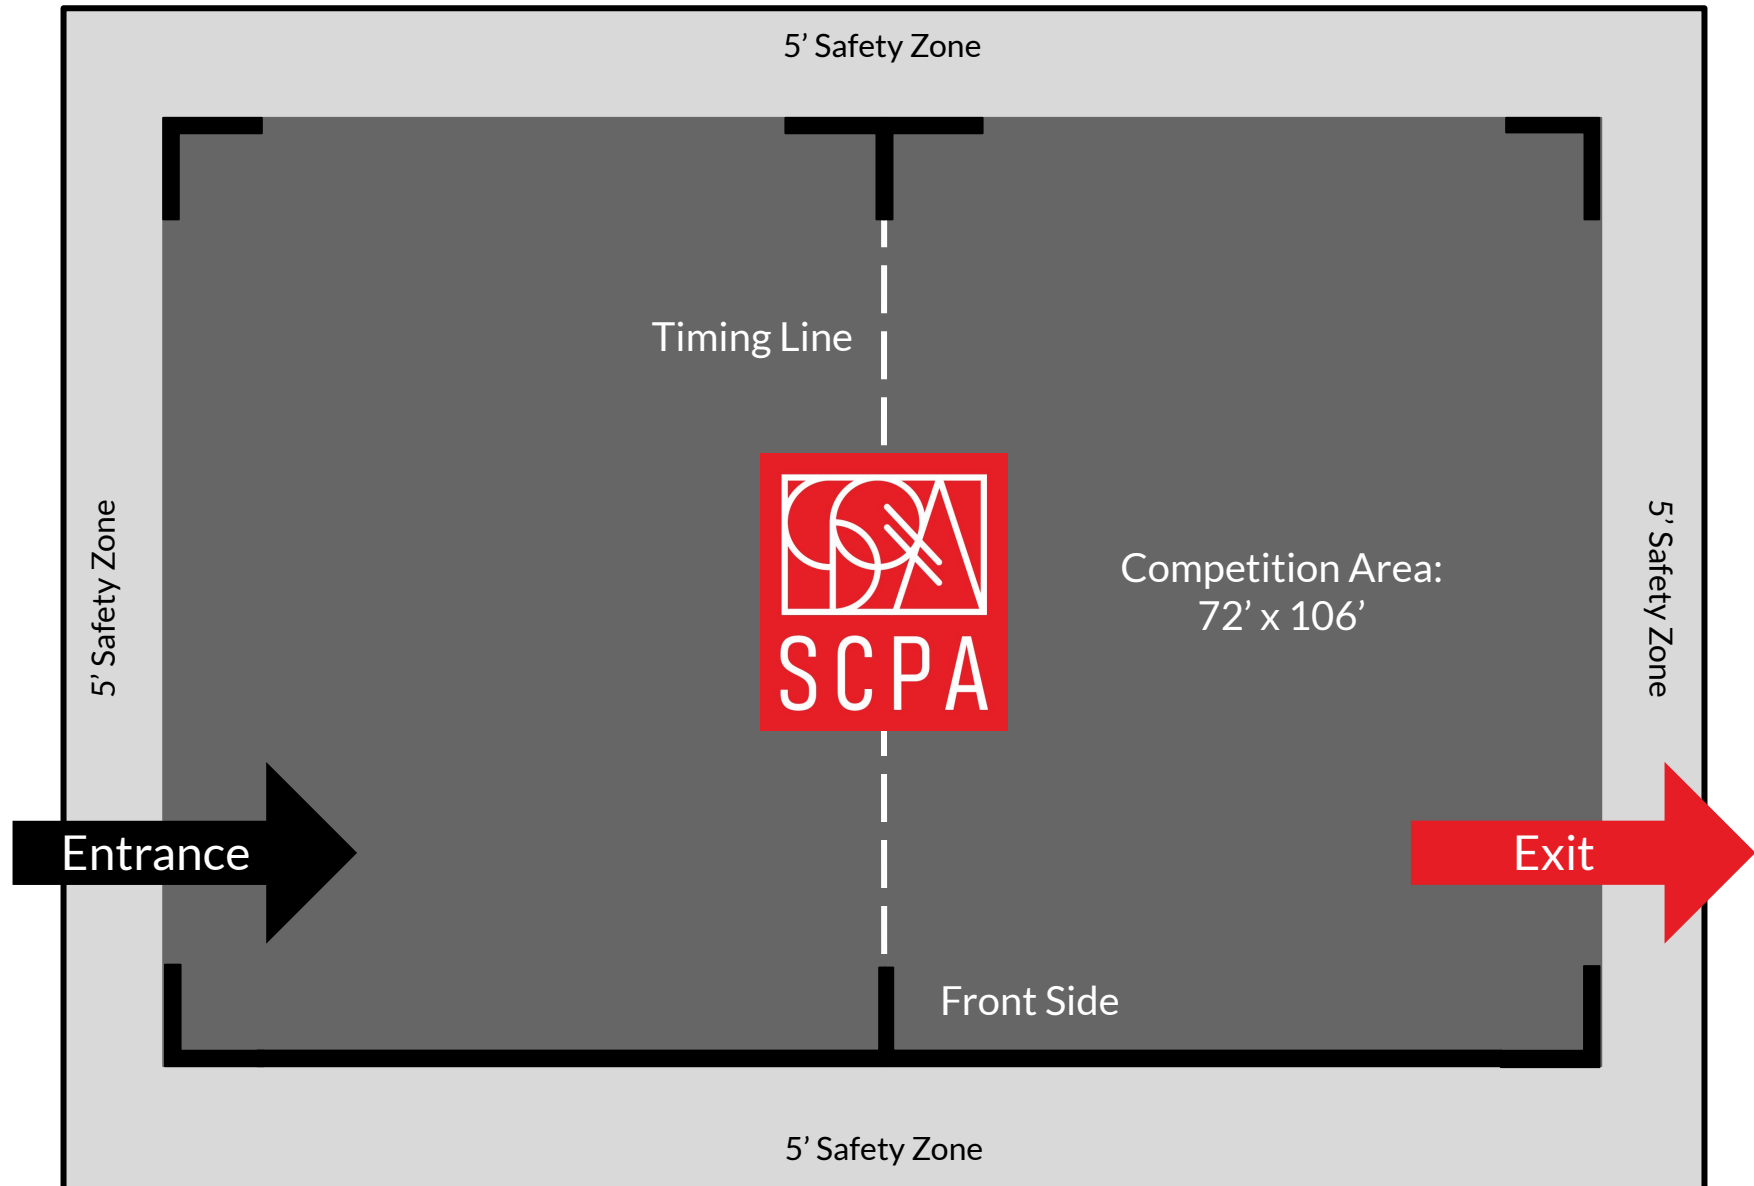 5’ Safety Zone
Timing Line
5’ Safety Zone
SCPA
Competition Area:
72’ x 106’
5’ Safety Zone
Entrance
Exit
Front Side
5’ Safety Zone